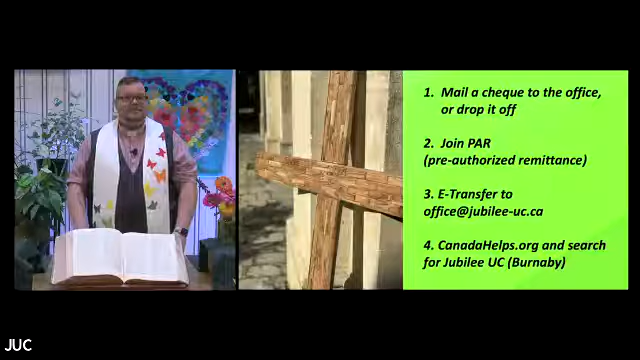 1. Mail a cheque to the office,
or drop it off
2. Join PAR
(pre-authorized remittance)
3. E-Transfer to
office@jubilee-uc.ca
4. CanadaHelps.org and search
for Jubilee UC (Burnaby)
JUC